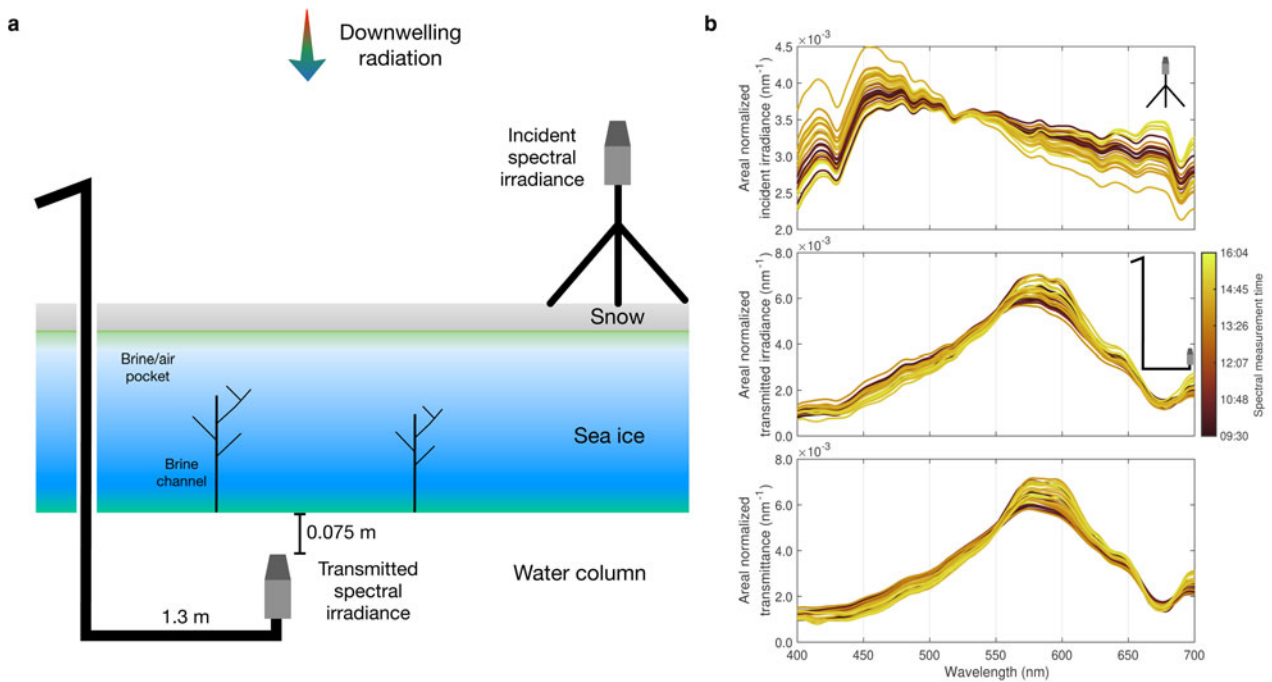 a
Downwelling
radiation
Incident
spectral
irradiance
Snow
Brine/air
pocket
Sea ice
Brine
channel
0.075 m
Transmitted
spectral
irradiance
Water column
1.3 m
b
×10⁻³
4.5
4.0
3.5
3.0
2.5
2.0
Areal normalized
incident irradiance (nm⁻¹)
×10⁻³
8.0
6.0
4.0
2.0
0.0
Areal normalized
transmitted irradiance (nm⁻¹)
16:04
14:45
13:26
12:07
10:48
09:30
Spectral measurement time
×10⁻³
8.0
6.0
4.0
2.0
0.0
Areal normalized
transmittance (nm⁻¹)
400 450 500 550 600 650 700
Wavelength (nm)